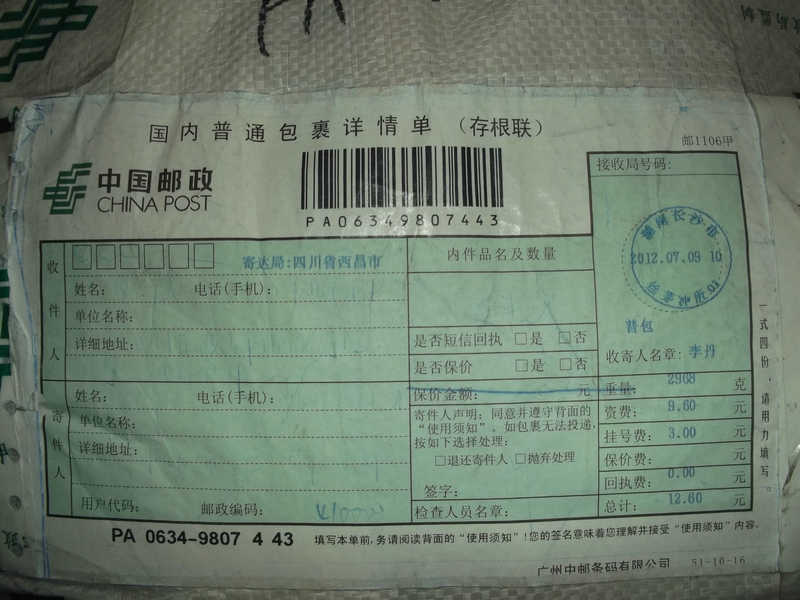 国内普通包裹详情单（存根联）
邮1106甲
中国邮政
CHINA POST
PA06349807443
接收局号码:
2012.07.09 10
收件人
寄达局:四川省西昌市
内件品名及数量
姓名: 电话(手机):
单位名称:
详细地址:
是否短信回执 □是 □否
是否保价 □是 □否
背包
收寄人名章: 李丹
寄件人
姓名: 电话(手机):
单位名称:
详细地址:
用户代码: 邮政编码:
保价金额: 元
寄件人声明: 同意并遵守背面的
“使用须知”。如包裹无法投递,
按如下选择处理:
□退还寄件人 □抛弃处理
签字:
检查人员名章:
重量: 2908 克
资费: 9.60 元
挂号费: 3.00 元
保价费: 元
回执费: 0.00 元
总计: 12.60 元
一式四份，请用力填写。
PA 0634-9807 4 43
填写本单前,务请阅读背面的“使用须知”!您的签名意味着您理解并接受“使用须知”内容。
广州中邮条码有限公司 51-10-16